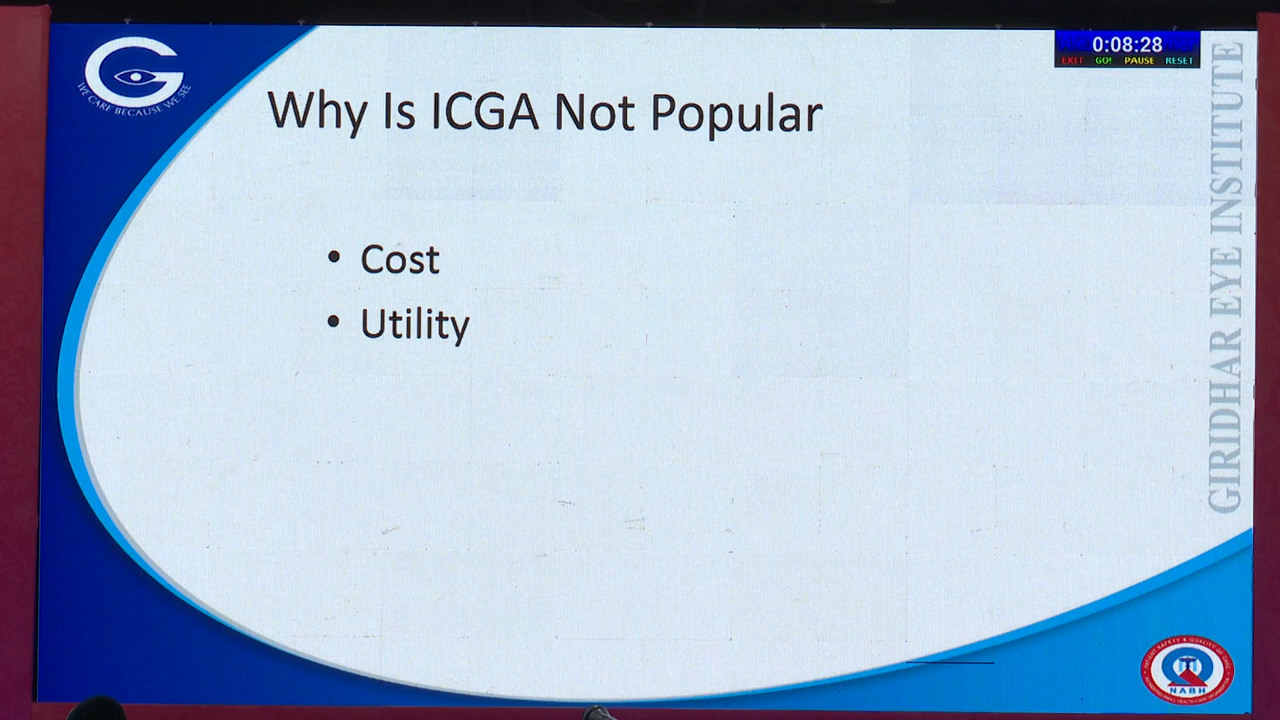 WE CARE BECAUSE WE SEE
0:08:28
EXIT GO! PAUSE RESET
Why Is ICGA Not Popular
• Cost
• Utility
GIRIDHAR EYE INSTITUTE
NABH